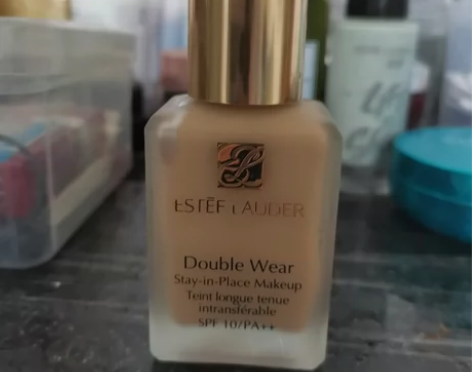 ESTĒE LAUDER
Double Wear
Stay-in-Place Makeup
Teint longue tenue
intransférable
SPF 10/PA++